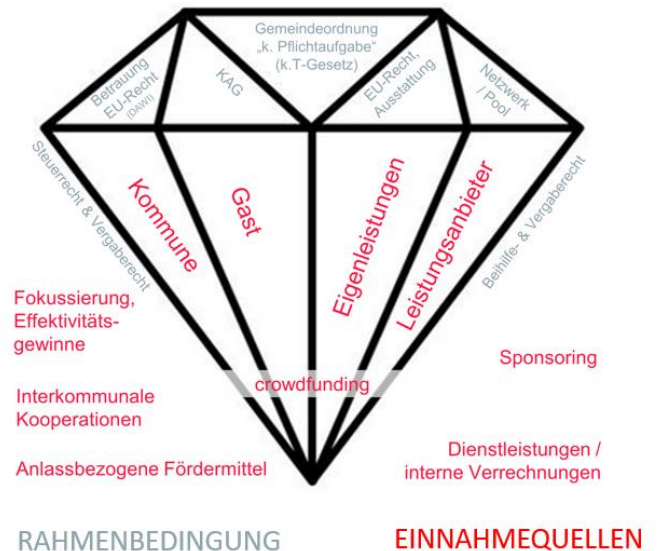 Gemeindeordnung
„k. Pflichtaufgabe“
(k.T-Gesetz)
Betrauung
EU-Recht
(DAWI)
KAG
EU-Recht,
Ausstattung
Netzwerk
/ Pool
Steuerrecht & Vergaberecht
Kommune
Gast
Eigenleistungen
Leistungsanbieter
Beihilfe- & Vergaberecht
Fokussierung,
Effektivitäts-
gewinne
Sponsoring
crowdfunding
Interkommunale
Kooperationen
Anlassbezogene Fördermittel
Dienstleistungen /
interne Verrechnungen
RAHMENBEDINGUNG
EINNAHMEQUELLEN